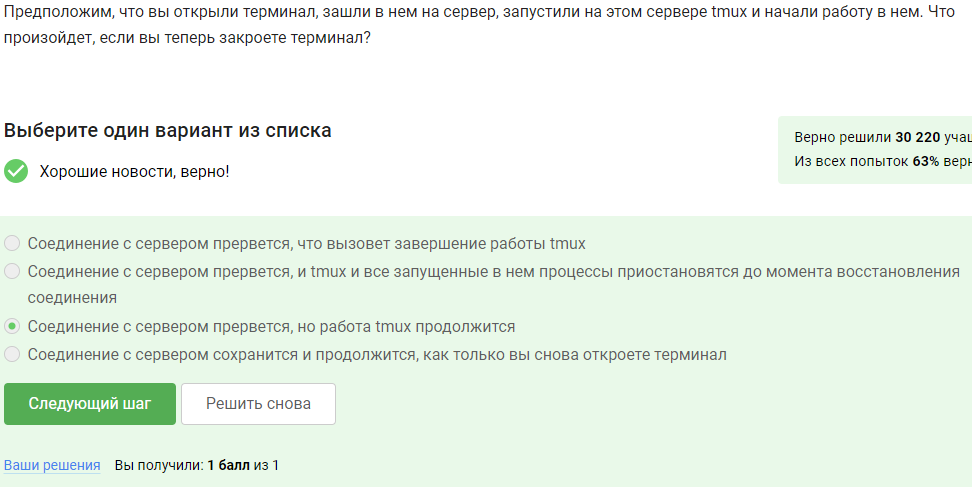 Предположим, что вы открыли терминал, зашли в нем на сервер, запустили на этом сервере tmux и начали работу в нем. Что
произойдет, если вы теперь закроете терминал?
Выберите один вариант из списка
Верно решили 30 220
Из всех попыток 63%
Хорошие новости, верно!
Соединение с сервером прервется, что вызовет завершение работы tmux
Соединение с сервером прервется, и tmux и все запущенные в нем процессы приостановятся до момента восстановления
соединения
Соединение с сервером прервется, но работа tmux продолжится
Соединение с сервером сохранится и продолжится, как только вы снова откроете терминал
Следующий шаг
Решить снова
Ваши решения
Вы получили: 1 балл из 1